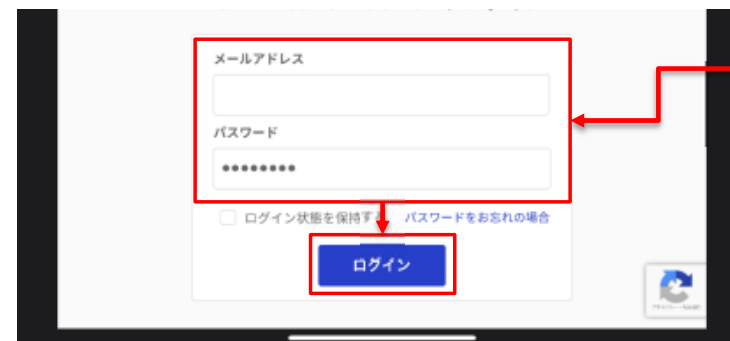 メールアドレス
パスワード
ログイン状態を保持す
パスワードをお忘れの場合
ログイン